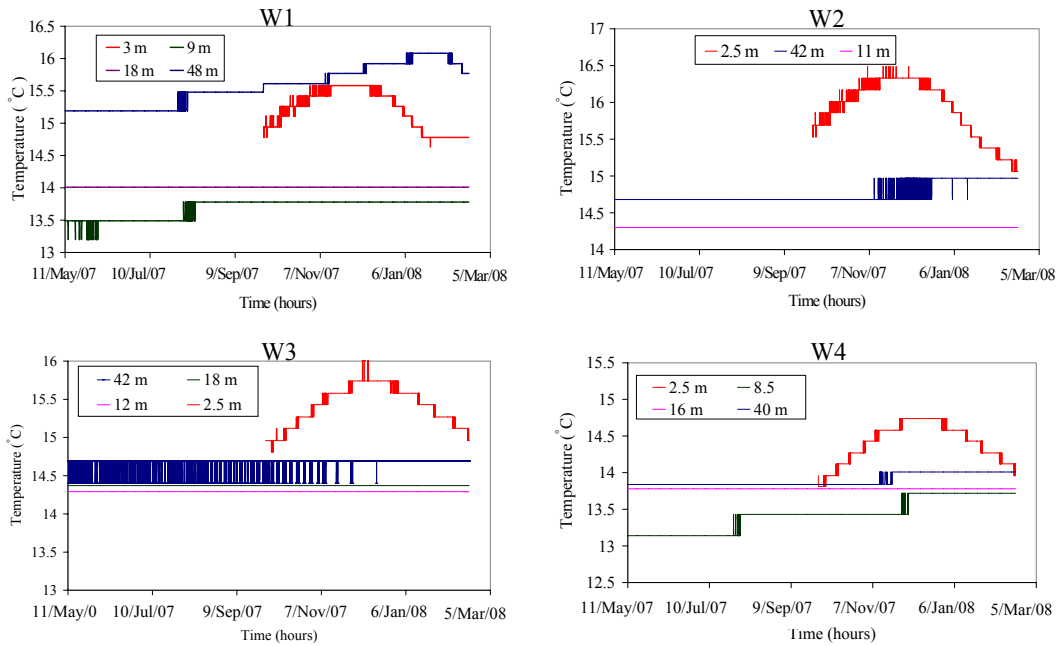 W1
3 m 9 m
18 m 48 m
Temperature (°C)
16.5
16
15.5
15
14.5
14
13.5
13
11/May/07 10/Jul/07 9/Sep/07 7/Nov/07 6/Jan/08 5/Mar/08
Time (hours)
W2
2.5 m 42 m 11 m
Temperature (°C)
17
16.5
16
15.5
15
14.5
14
11/May/07 10/Jul/07 9/Sep/07 7/Nov/07 6/Jan/08 5/Mar/08
Time (hours)
W3
42 m 18 m
12 m 2.5 m
Temperature (°C)
16
15.5
15
14.5
14
13.5
13
11/May/0 10/Jul/07 9/Sep/07 7/Nov/07 6/Jan/08 5/Mar/08
Time (hours)
W4
2.5 m 8.5
16 m 40 m
Temperature (°C)
15.5
15
14.5
14
13.5
13
12.5
11/May/07 10/Jul/07 9/Sep/07 7/Nov/07 6/Jan/08 5/Mar/08
Time (hours)